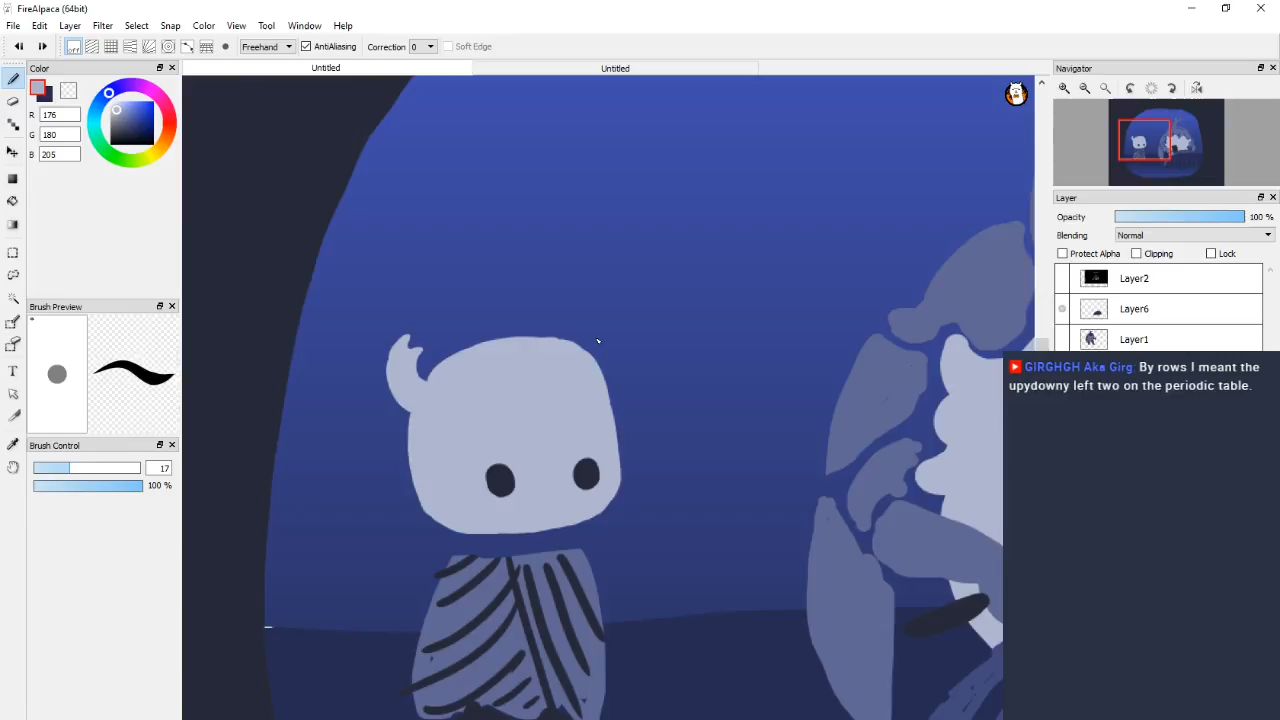 FireAlpaca (64bit)
File Edit Layer Filter Select Snap Color View Tool Window Help
off Freehand AntiAliasing Correction 0 Soft Edge
Color
Untitled
Untitled
Navigator
R 176
G 180
B 205
Layer
Opacity 100 %
Blending Normal
Protect Alpha Clipping Lock
Layer2
Layer6
Layer1
Brush Preview
T
Brush Control
17
100 %
GIRGHGH Aka Girg: By rows I meant the
upydowny left two on the periodic table.